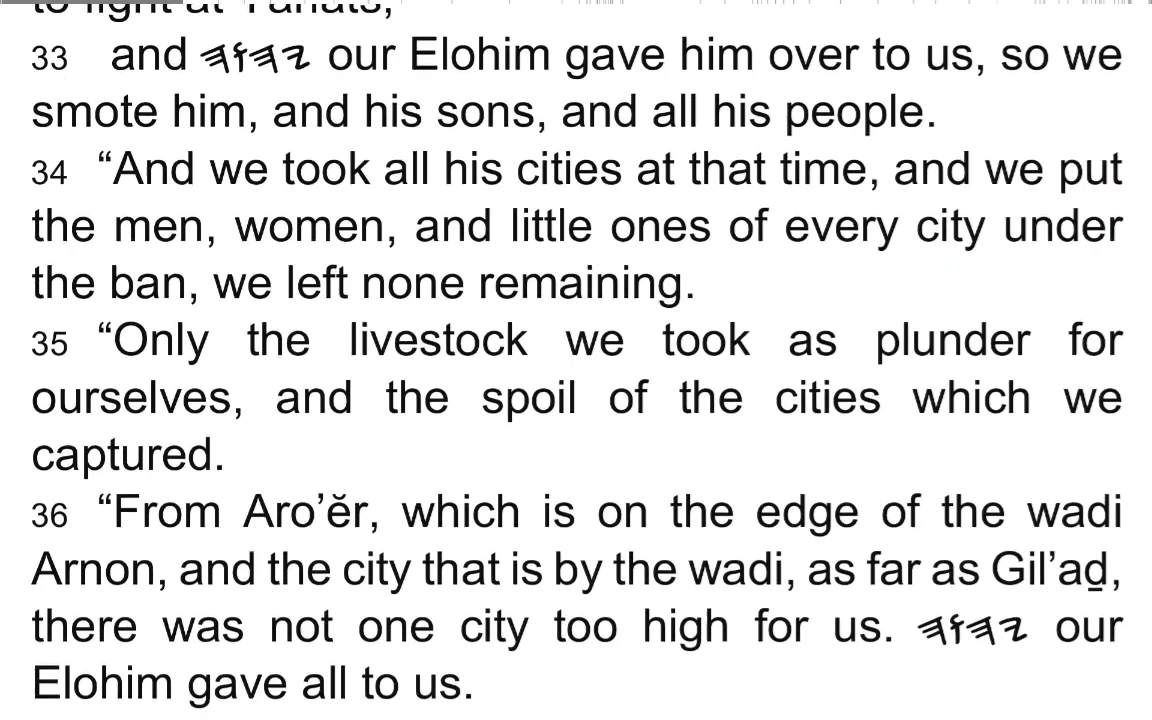 to fight at Yahats,
33 and 𐤉𐤄𐤅𐤄 our Elohim gave him over to us, so we
smote him, and his sons, and all his people.
34 “And we took all his cities at that time, and we put
the men, women, and little ones of every city under
the ban, we left none remaining.
35 “Only the livestock we took as plunder for
ourselves, and the spoil of the cities which we
captured.
36 “From Aro’ĕr, which is on the edge of the wadi
Arnon, and the city that is by the wadi, as far as Gil’aḏ,
there was not one city too high for us. 𐤉𐤄𐤅𐤄 our
Elohim gave all to us.